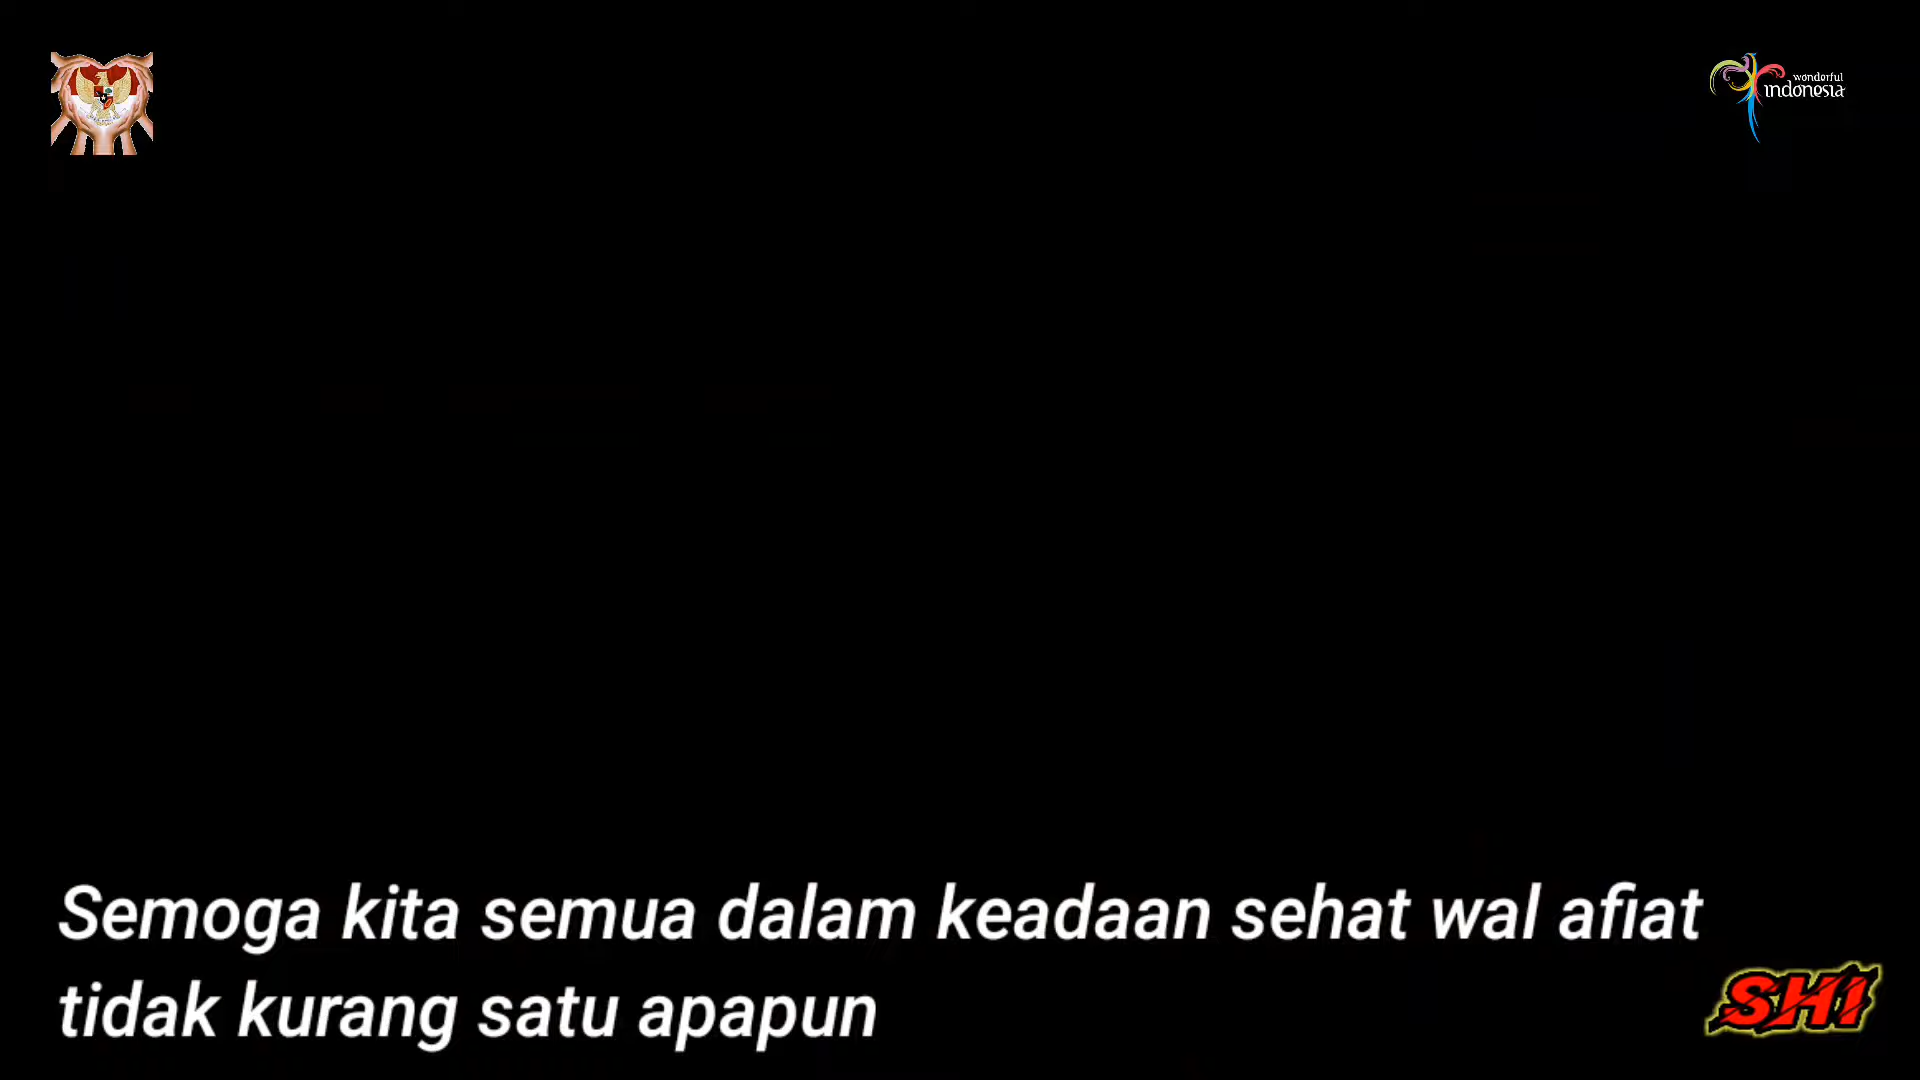 wonderful
indonesia
Semoga kita semua dalam keadaan sehat wal afiat
tidak kurang satu apapun
SHI